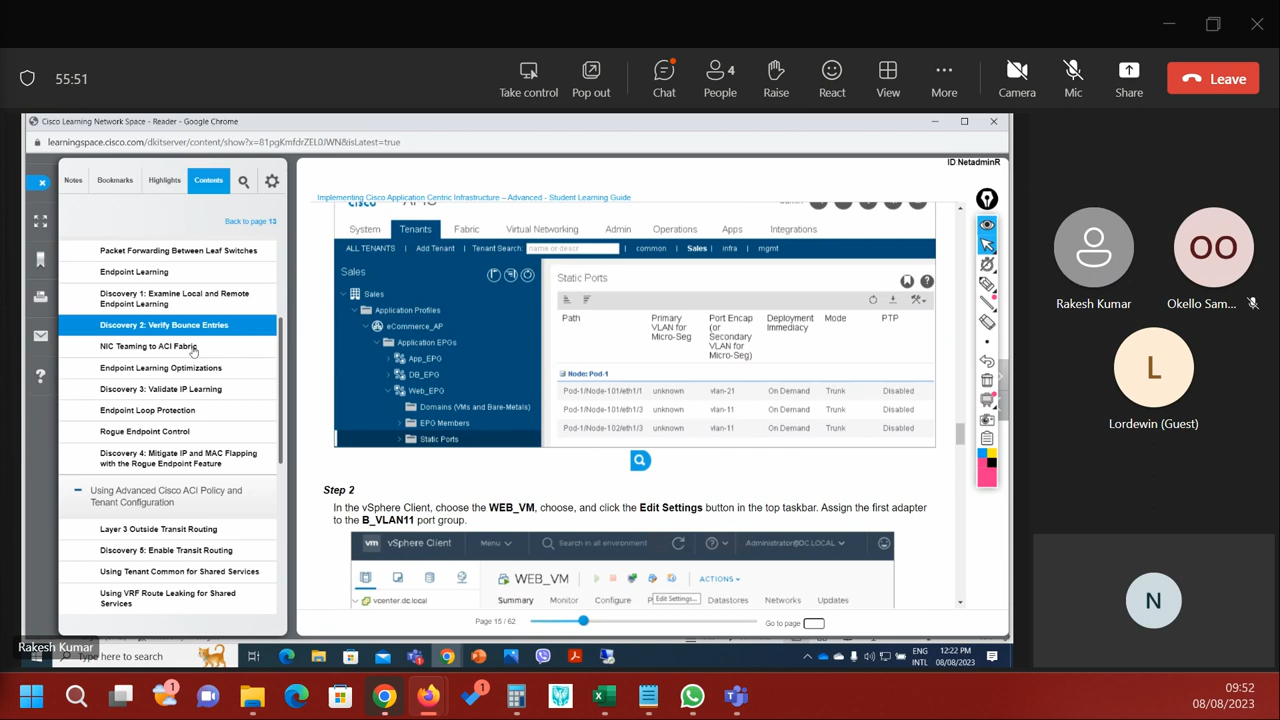 55:51
Take control
Pop out
Chat
4
People
Raise
React
View
More
Camera
Mic
Share
Leave
Cisco Learning Network Space - Reader - Google Chrome
learningspace.cisco.com/dkitserver/content/show?x=81pgKmfdrZEL0JWN&isLatest=true
ID NetadminR
Notes
Bookmarks
Highlights
Contents
Back to page 13
Packet Forwarding Between Leaf Switches
Endpoint Learning
Discovery 1: Examine Local and Remote
Endpoint Learning
Discovery 2: Verify Bounce Entries
NIC Teaming to ACI Fabric
Endpoint Learning Optimizations
Discovery 3: Validate IP Learning
Endpoint Loop Protection
Rogue Endpoint Control
Discovery 4: Mitigate IP and MAC Flapping
with the Rogue Endpoint Feature
Using Advanced Cisco ACI Policy and
Tenant Configuration
Layer 3 Outside Transit Routing
Discovery 5: Enable Transit Routing
Using Tenant Common for Shared Services
Using VRF Route Leaking for Shared
Services
Implementing Cisco Application Centric Infrastructure – Advanced - Student Learning Guide
System
Tenants
Fabric
Virtual Networking
Admin
Operations
Apps
Integrations
ALL TENANTS | Add Tenant | Tenant Search: name or descr | common | Sales | infra | mgmt
Sales
Sales
Application Profiles
eCommerce_AP
Application EPGs
App_EPG
DB_EPG
Web_EPG
Domains (VMs and Bare-Metals)
EPG Members
Static Ports
Static Ports
Path
Primary
VLAN for
Micro-Seg
Port Encap
(or
Secondary
VLAN for
Micro-Seg)
Deployment
Immediacy
Mode
PTP
Node: Pod-1
Pod-1/Node-101/eth1/1 unknown vlan-21 On Demand Trunk Disabled
Pod-1/Node-101/eth1/3 unknown vlan-11 On Demand Trunk Disabled
Pod-1/Node-102/eth1/3 unknown vlan-11 On Demand Trunk Disabled
Step 2
In the vSphere Client, choose the WEB_VM, choose, and click the Edit Settings button in the top taskbar. Assign the first adapter
to the B_VLAN11 port group.
vm vSphere Client Menu Search in all environment Administrator@DC.LOCAL
WEB_VM
ACTIONS
vcenter.dc.local
Summary Monitor Configure Edit Settings... Datastores Networks Updates
Page 15 / 62
Go to page
Rakesh Kumar
Type here to search
ENG
INTL
12:22 PM
08/08/2023
Rakesh Kumar
OO
Okello Sam...
L
Lordewin (Guest)
N
1
1
09:52
08/08/2023